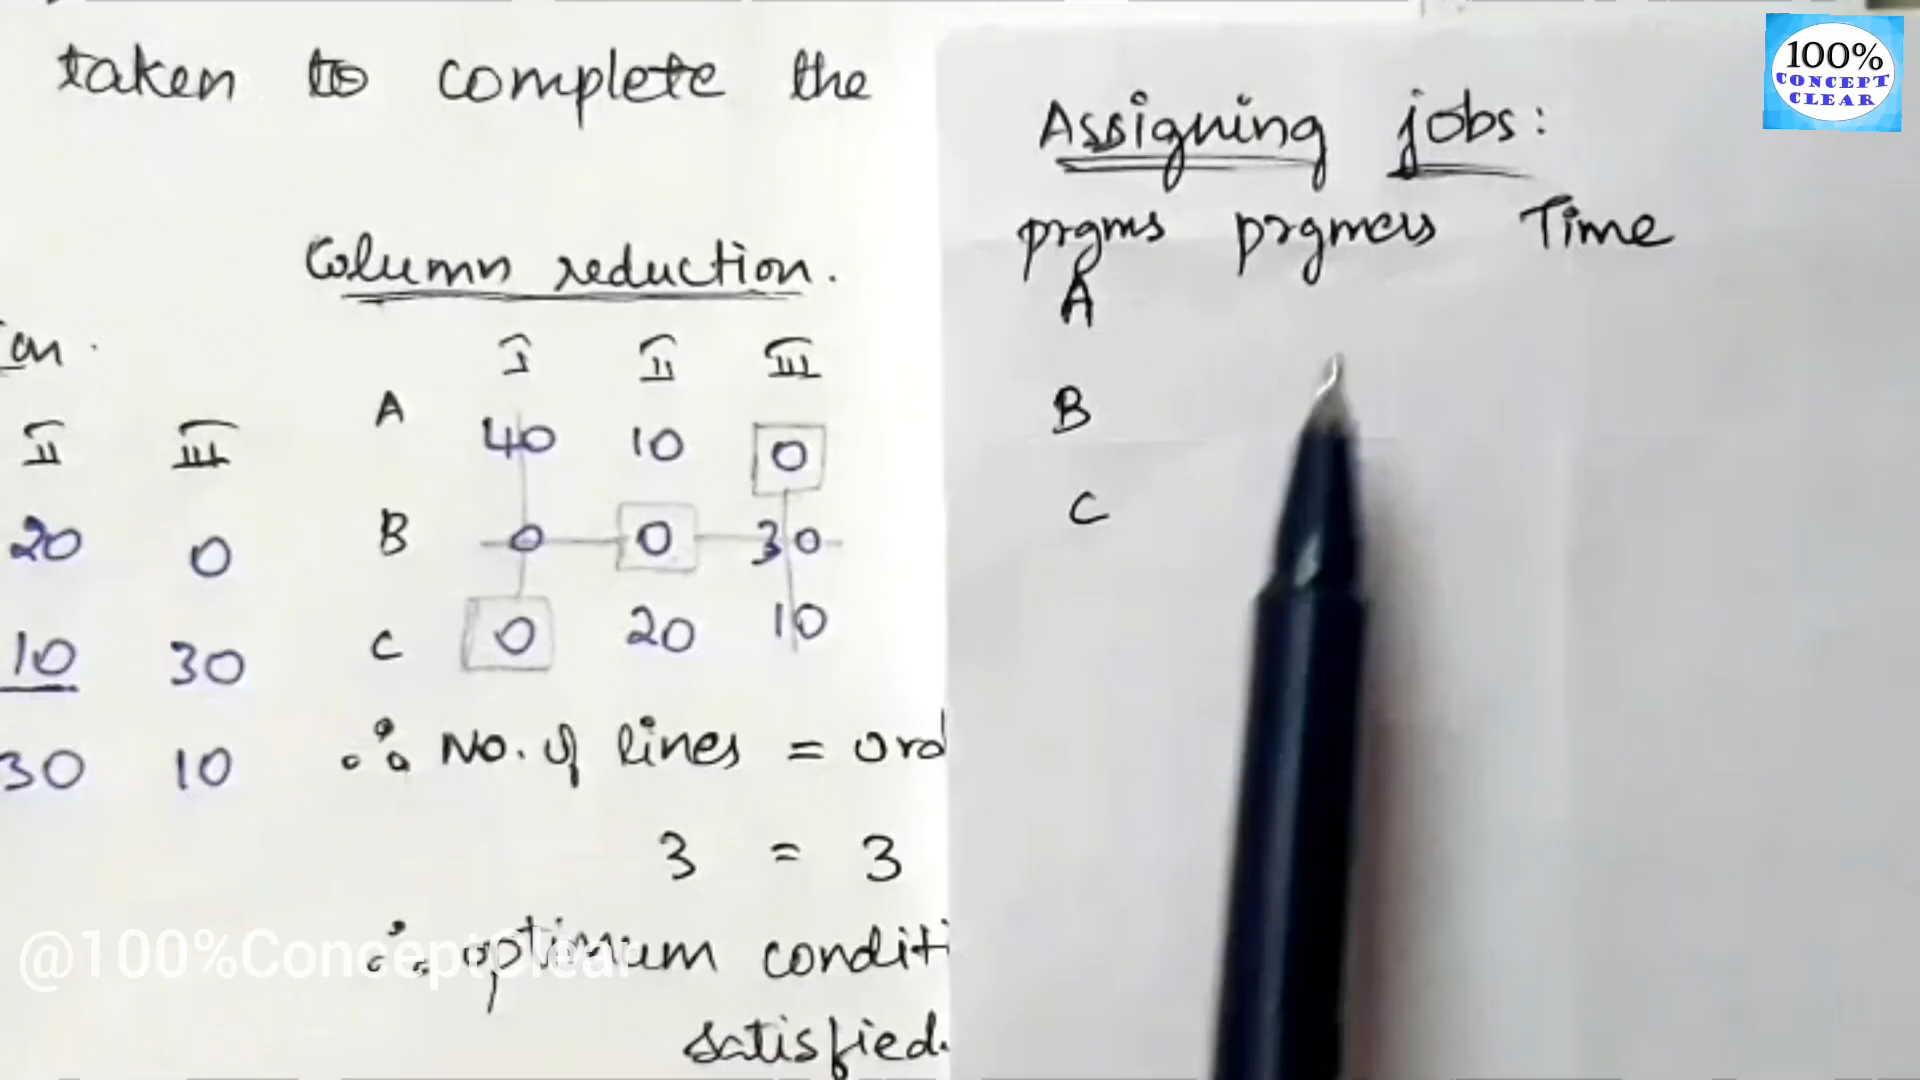 taken to complete the
Column reduction.
I II III
A 40 10 0
B 0 0 30
C 0 20 10
∴ No. of lines = ord
3 = 3
∴ optimum conditi
satisfied.
on.
II III
20 0
10 30
30 10
Assigning jobs:
prgms prgmers Time
A
B
C
100%
CONCEPT
CLEAR
@100%ConceptClear